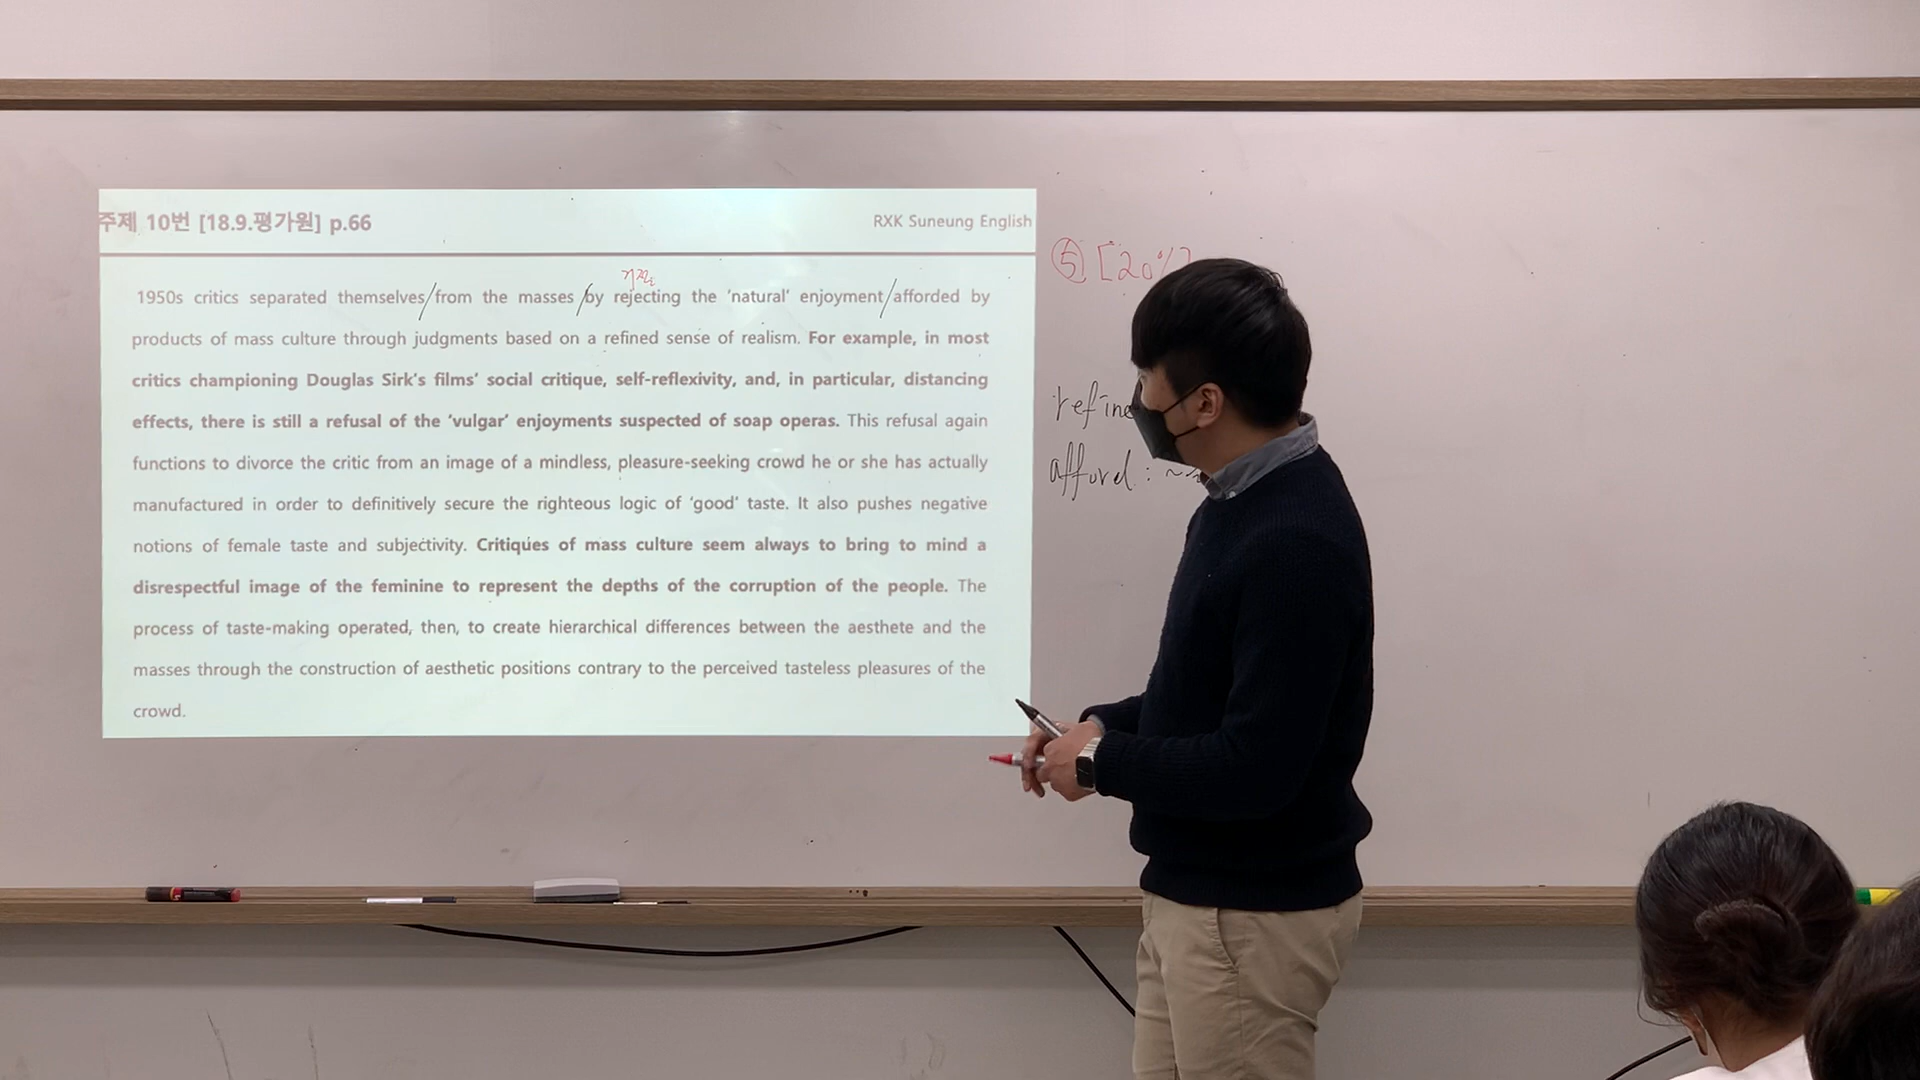 주제 10번 [18.9.평가원] p.66
RXK Suneung English
⑤ [20%]
1950s critics separated themselves/from the masses/by rejecting the 'natural' enjoyment/afforded by
products of mass culture through judgments based on a refined sense of realism. For example, in most
critics championing Douglas Sirk's films' social critique, self-reflexivity, and, in particular, distancing
effects, there is still a refusal of the 'vulgar' enjoyments suspected of soap operas. This refusal again
functions to divorce the critic from an image of a mindless, pleasure-seeking crowd he or she has actually
manufactured in order to definitively secure the righteous logic of 'good' taste. It also pushes negative
notions of female taste and subjectivity. Critiques of mass culture seem always to bring to mind a
disrespectful image of the feminine to represent the depths of the corruption of the people. The
process of taste-making operated, then, to create hierarchical differences between the aesthete and the
masses through the construction of aesthetic positions contrary to the perceived tasteless pleasures of the
crowd.
refine
afford : ~